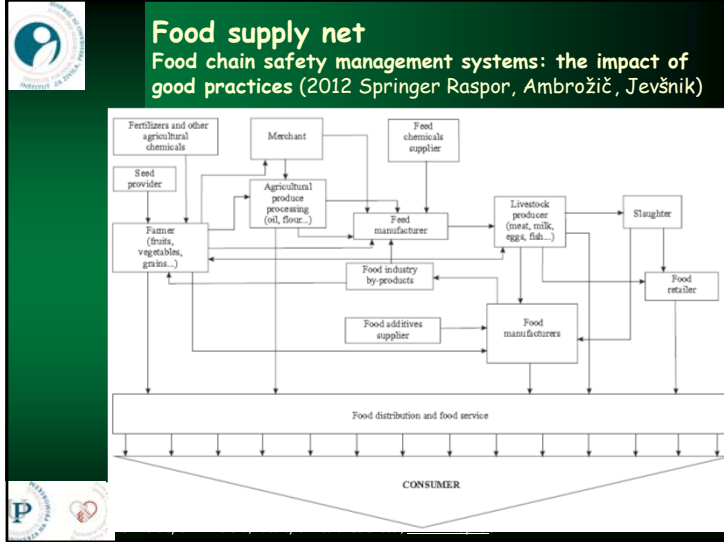 Food supply net
Food chain safety management systems: the impact of
good practices (2012 Springer Raspor, Ambrožič, Jevšnik)
Fertilizers and other
agricultural
chemicals
Merchant
Feed
chemicals
supplier
Seed
provider
Agricultural
produce
processing
(oil, flour...)
Livestock
producer
(meat, milk,
eggs, fish...)
Slaughter
Farmer
(fruits,
vegetables,
grains...)
Feed
manufacturer
Food industry
by-products
Food
retailer
Food additives
supplier
Food
manufacturers
Food distribution and food service
CONSUMER